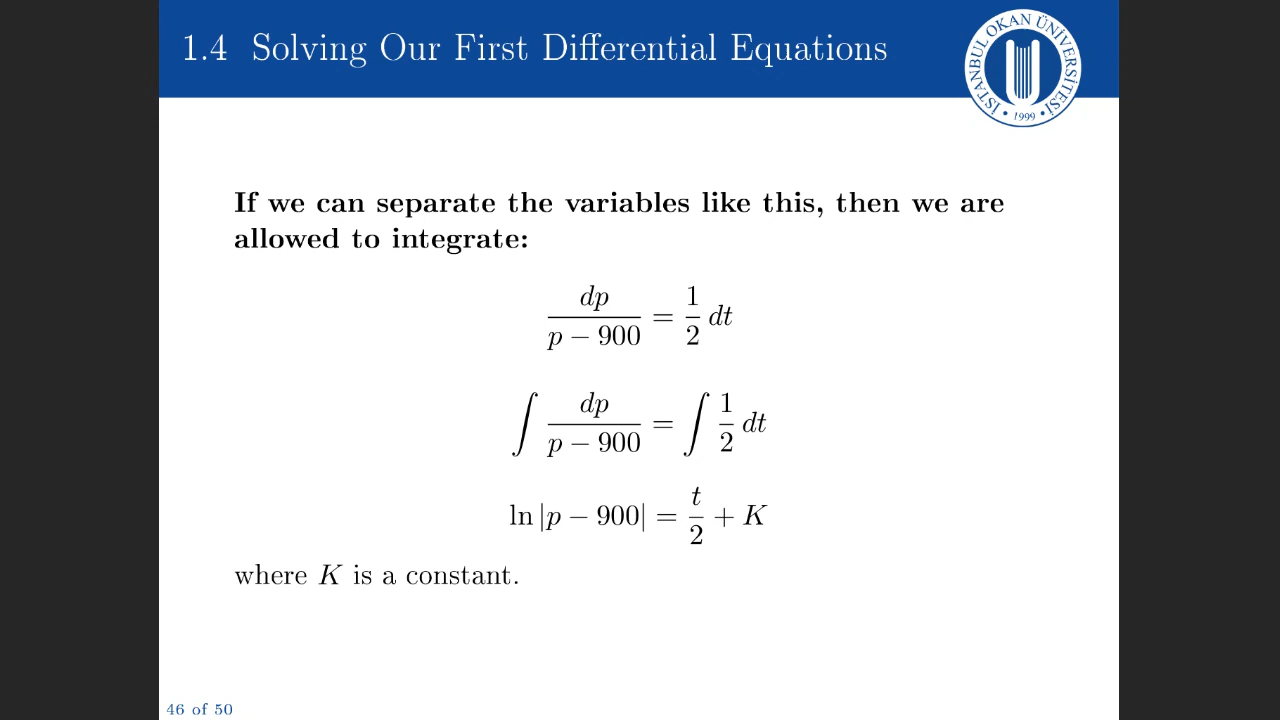 1.4 Solving Our First Differential Equations
İSTANBUL OKAN ÜNİVERSİTESİ
• 1999 •
If we can separate the variables like this, then we are
allowed to integrate:
dp/(p − 900) = 1/2 dt
∫ dp/(p − 900) = ∫ 1/2 dt
ln |p − 900| = t/2 + K
where K is a constant.
46 of 50